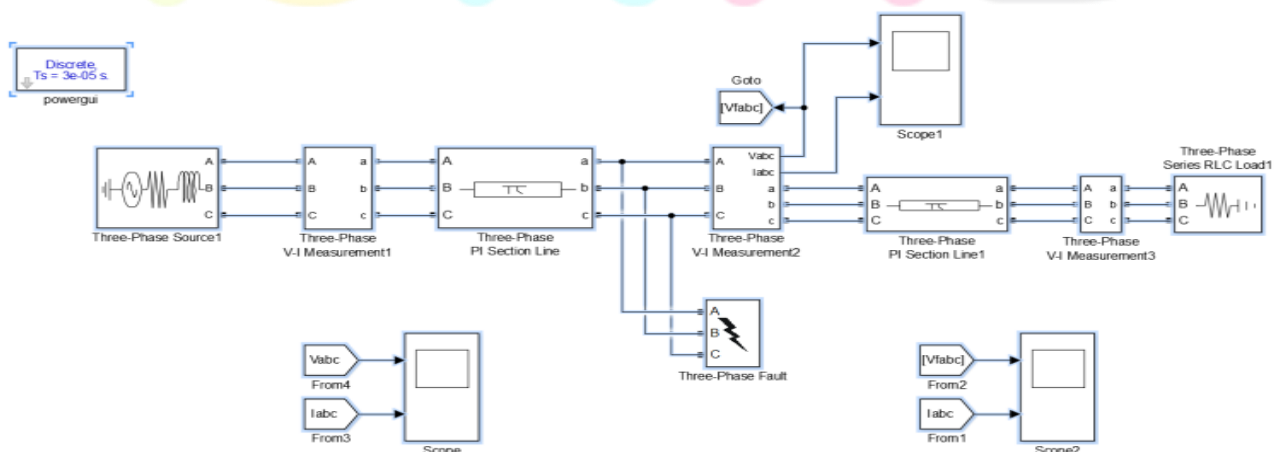 Discrete,
Ts = 3e-05 s.
powergui
Goto
[Vfabc]
Scope1
A
B
C
Three-Phase Source1
A
B
C
a
b
c
Three-Phase
V-I Measurement1
A
B
C
a
b
c
Three-Phase
PI Section Line
A
B
C
Vabc
Iabc
a
b
c
Three-Phase
V-I Measurement2
A
B
C
a
b
c
Three-Phase
PI Section Line1
A
B
C
a
b
c
Three-Phase
V-I Measurement3
Three-Phase
Series RLC Load1
A
B
C
A
B
C
Three-Phase Fault
Vabc
From4
Iabc
From3
Scope
[Vfabc]
From2
Iabc
From1
Scope2